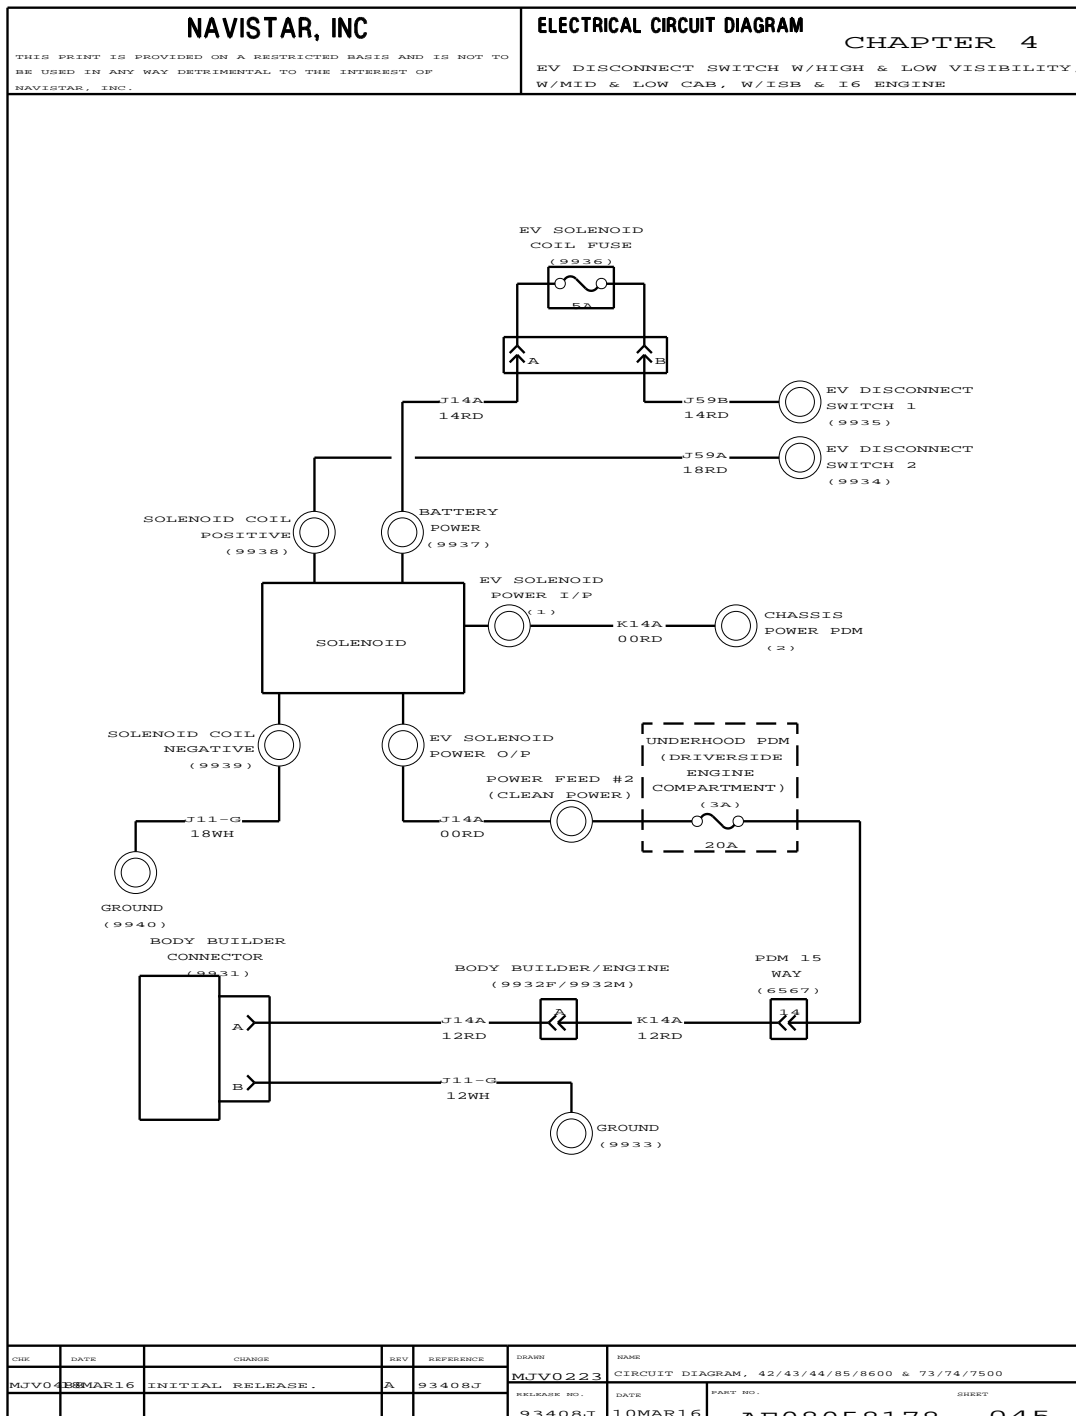 NAVISTAR, INC
THIS PRINT IS PROVIDED ON A RESTRICTED BASIS AND IS NOT TO
BE USED IN ANY WAY DETRIMENTAL TO THE INTEREST OF
NAVISTAR, INC.
ELECTRICAL CIRCUIT DIAGRAM
CHAPTER 4
EV DISCONNECT SWITCH W/HIGH & LOW VISIBILITY,
W/MID & LOW CAB, W/ISB & I6 ENGINE
EV SOLENOID
COIL FUSE
(9936)
5A
A
B
J14A
14RD
J59B
14RD
EV DISCONNECT
SWITCH 1
(9935)
J59A
18RD
EV DISCONNECT
SWITCH 2
(9934)
SOLENOID COIL
POSITIVE
(9938)
BATTERY
POWER
(9937)
EV SOLENOID
POWER I/P
(1)
K14A
00RD
CHASSIS
POWER PDM
(2)
SOLENOID
SOLENOID COIL
NEGATIVE
(9939)
EV SOLENOID
POWER O/P
UNDERHOOD PDM
(DRIVERSIDE
ENGINE
COMPARTMENT)
(3A)
20A
POWER FEED #2
(CLEAN POWER)
J11-G
18WH
J14A
00RD
GROUND
(9940)
BODY BUILDER
CONNECTOR
(9931)
BODY BUILDER/ENGINE
(9932F/9932M)
PDM 15
WAY
(6567)
A
J14A
12RD
A
K14A
12RD
14
B
J11-G
12WH
GROUND
(9933)
CHK
DATE
CHANGE
REV
REFERENCE
DRAWN
NAME
INITIAL RELEASE.
A
93408J
MJV0223
CIRCUIT DIAGRAM, 42/43/44/85/8600 & 73/74/7500
RELEASE NO.
DATE
PART NO.
SHEET
93408J
10MAR16